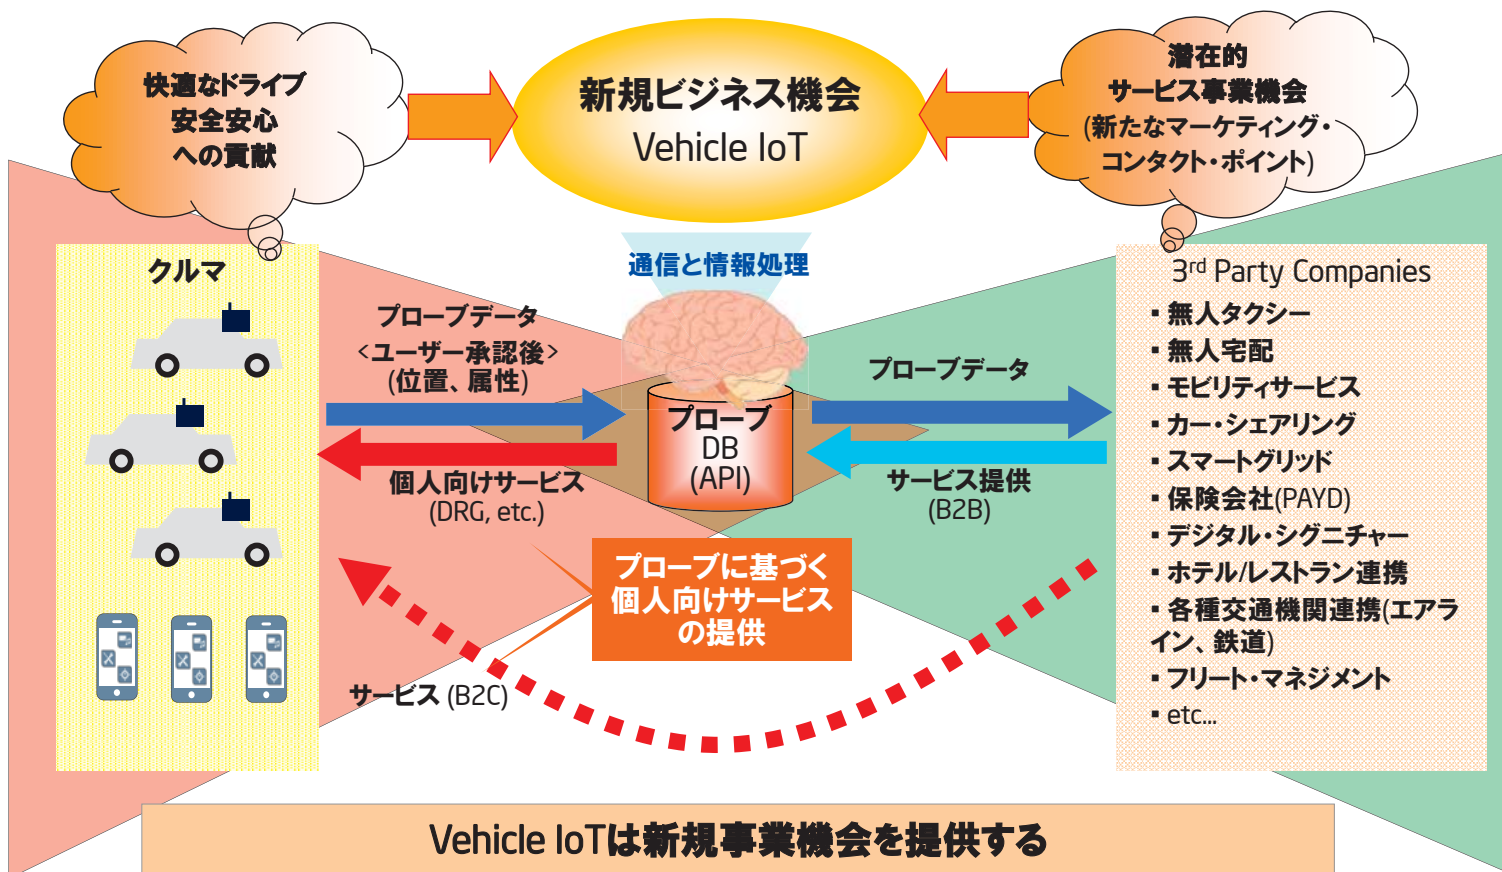 快適なドライブ
安全安心
への貢献
新規ビジネス機会
Vehicle IoT
潜在的
サービス事業機会
(新たなマーケティング・
コンタクト・ポイント)
通信と情報処理
クルマ
プローブデータ
<ユーザー承認後>
(位置、属性)
個人向けサービス
(DRG, etc.)
プローブ
DB
(API)
プローブデータ
サービス提供
(B2B)
プローブに基づく
個人向けサービス
の提供
サービス (B2C)
3rd Party Companies
▪ 無人タクシー
▪ 無人宅配
▪ モビリティサービス
▪ カー・シェアリング
▪ スマートグリッド
▪ 保険会社(PAYD)
▪ デジタル・シグニチャー
▪ ホテル/レストラン連携
▪ 各種交通機関連携(エアラ
イン、鉄道)
▪ フリート・マネジメント
▪ etc...
Vehicle IoTは新規事業機会を提供する